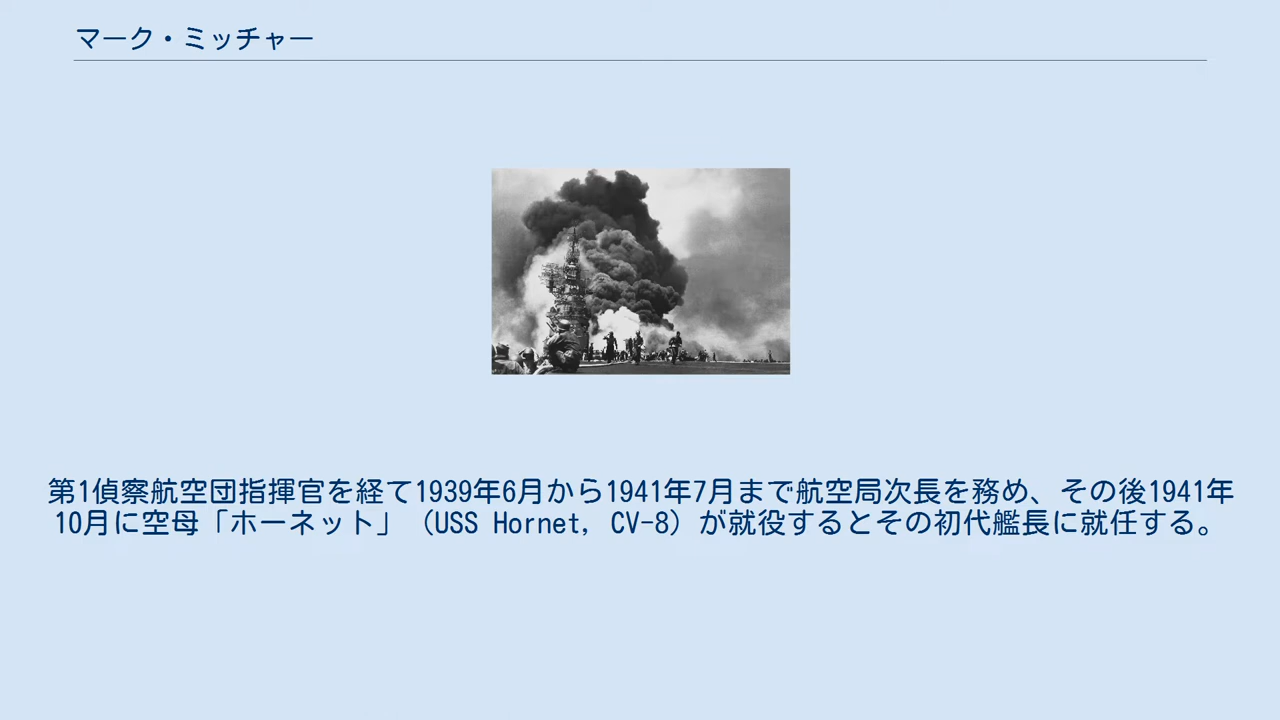 マーク・ミッチャー
第1偵察航空団指揮官を経て1939年6月から1941年7月まで航空局次長を務め、その後1941年
10月に空母「ホーネット」（USS Hornet, CV-8）が就役するとその初代艦長に就任する。